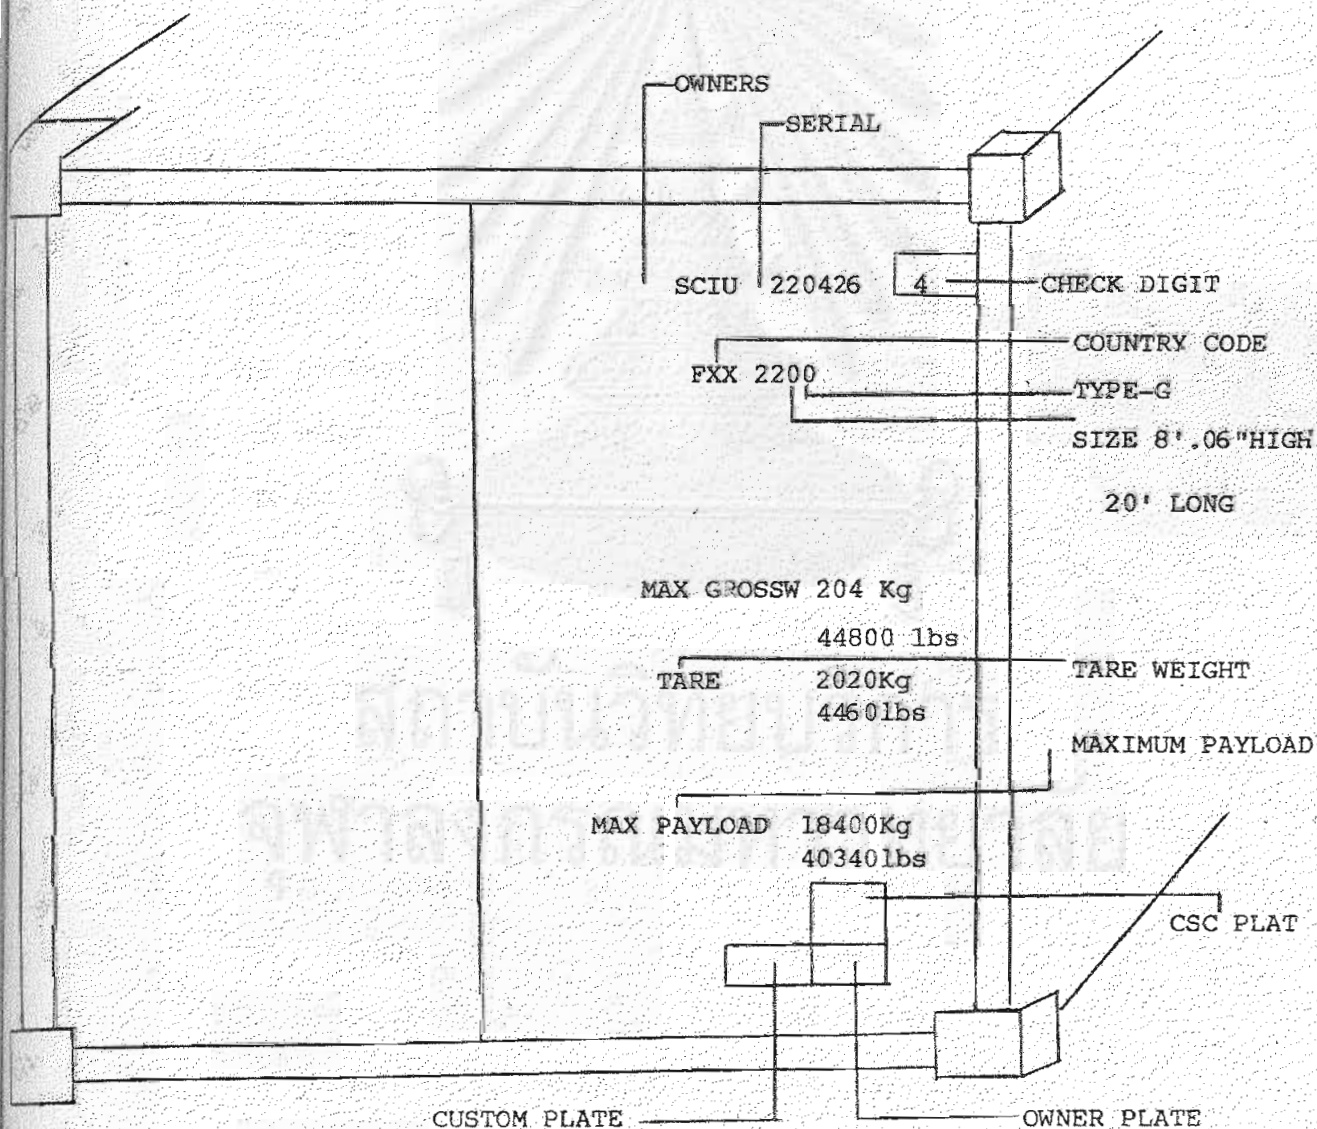 OWNERS
SERIAL
SCIU 220426 4 CHECK DIGIT
COUNTRY CODE
FXX 2200
TYPE-G
SIZE 8'.06"HIGH
20' LONG
MAX GROSSW 204 Kg
44800 lbs
TARE WEIGHT
TARE 2020Kg
4460lbs
MAXIMUM PAYLOAD
MAX PAYLOAD 18400Kg
40340lbs
CSC PLAT
CUSTOM PLATE OWNER PLATE